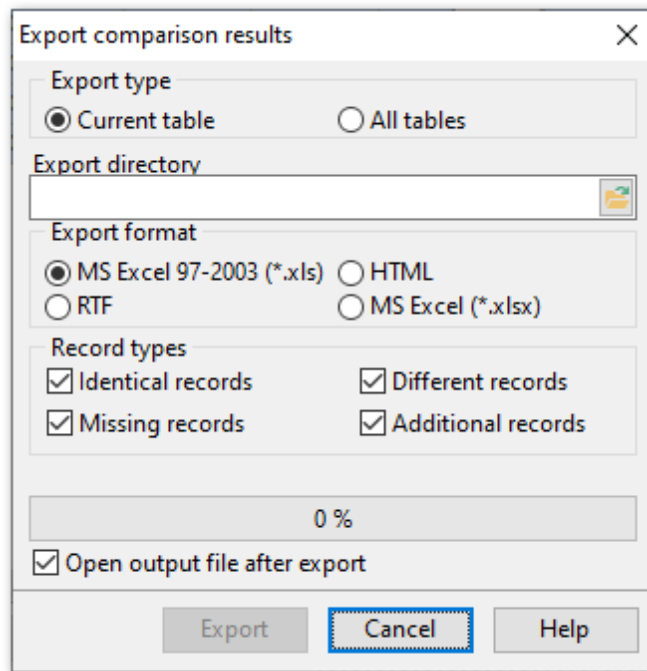 Export comparison results
Export type
Current table
All tables
Export directory
Export format
MS Excel 97-2003 (*.xls)
HTML
RTF
MS Excel (*.xlsx)
Record types
Identical records
Different records
Missing records
Additional records
0 %
Open output file after export
Export
Cancel
Help